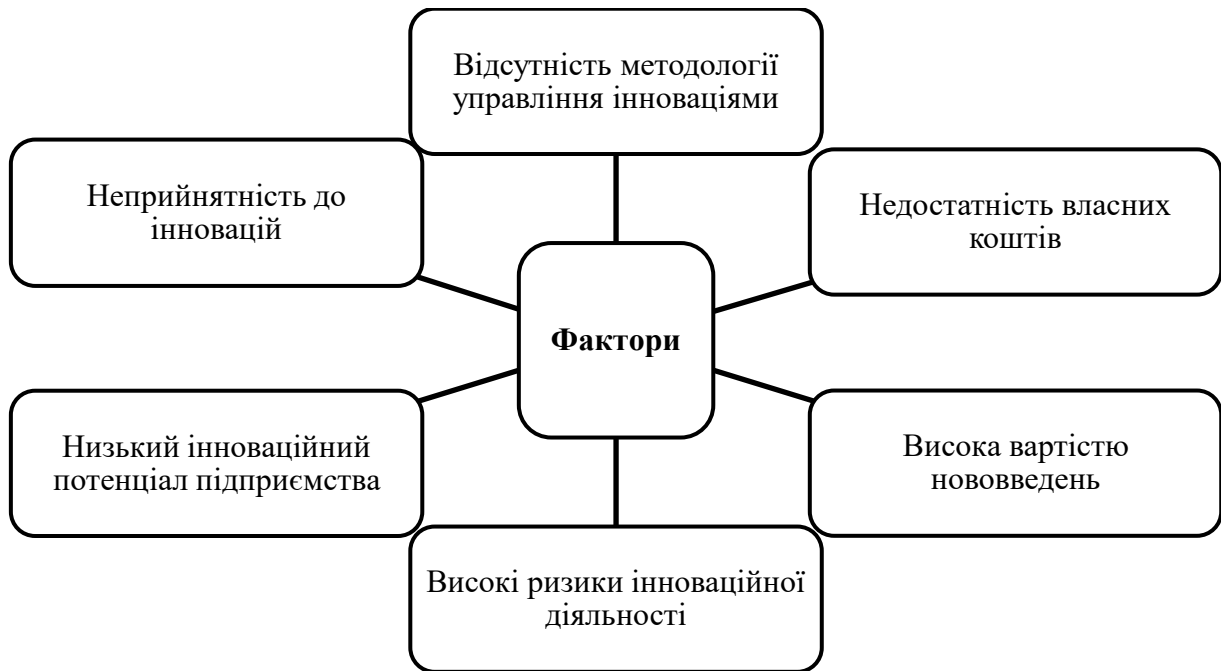 Відсутність методології
управління інноваціями
Неприйнятність до
інновацій
Недостатність власних
коштів
Фактори
Низький інноваційний
потенціал підприємства
Висока вартістю
нововведень
Високі ризики інноваційної
діяльності